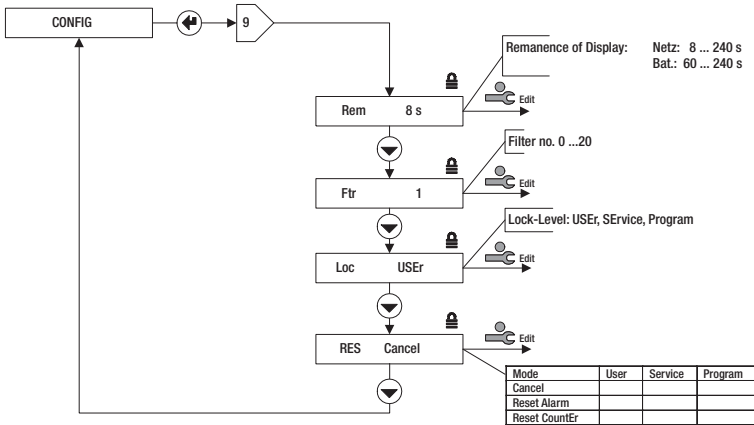 CONFIG
9
Remanence of Display: Netz: 8 ... 240 s
Bat.: 60 ... 240 s
Edit
Rem 8 s
Filter no. 0 ...20
Edit
Ftr 1
Lock-Level: USEr, SErvice, Program
Edit
Loc USEr
Edit
RES Cancel
Mode User Service Program
Cancel
Reset Alarm
Reset CountEr